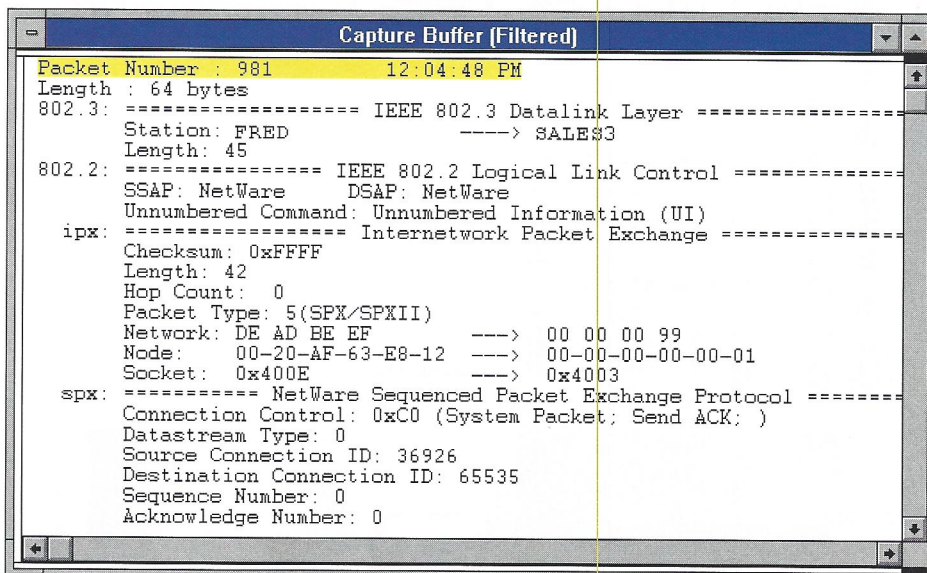 Capture Buffer (Filtered)
Packet Number : 981 12:04:48 PM
Length : 64 bytes
802.3: =================== IEEE 802.3 Datalink Layer =================
Station: FRED ----> SALES3
Length: 45
802.2: ================ IEEE 802.2 Logical Link Control ==============
SSAP: NetWare DSAP: NetWare
Unnumbered Command: Unnumbered Information (UI)
ipx: ================== Internetwork Packet Exchange ===============
Checksum: 0xFFFF
Length: 42
Hop Count: 0
Packet Type: 5(SPX/SPXII)
Network: DE AD BE EF ---> 00 00 00 99
Node: 00-20-AF-63-E8-12 ---> 00-00-00-00-00-01
Socket: 0x400E ---> 0x4003
spx: =========== NetWare Sequenced Packet Exchange Protocol ========
Connection Control: 0xC0 (System Packet; Send ACK; )
Datastream Type: 0
Source Connection ID: 36926
Destination Connection ID: 65535
Sequence Number: 0
Acknowledge Number: 0